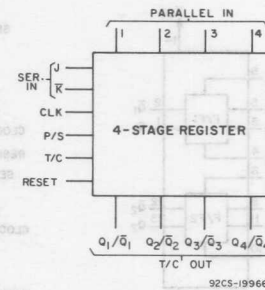 PARALLEL IN
1 2 3 4
SER-
IN
J
K̅
CLK
P/S
T/C
RESET
4-STAGE REGISTER
Q1/Q̅1 Q2/Q̅2 Q3/Q̅3 Q4/Q̅4
T/C OUT
92CS-19966